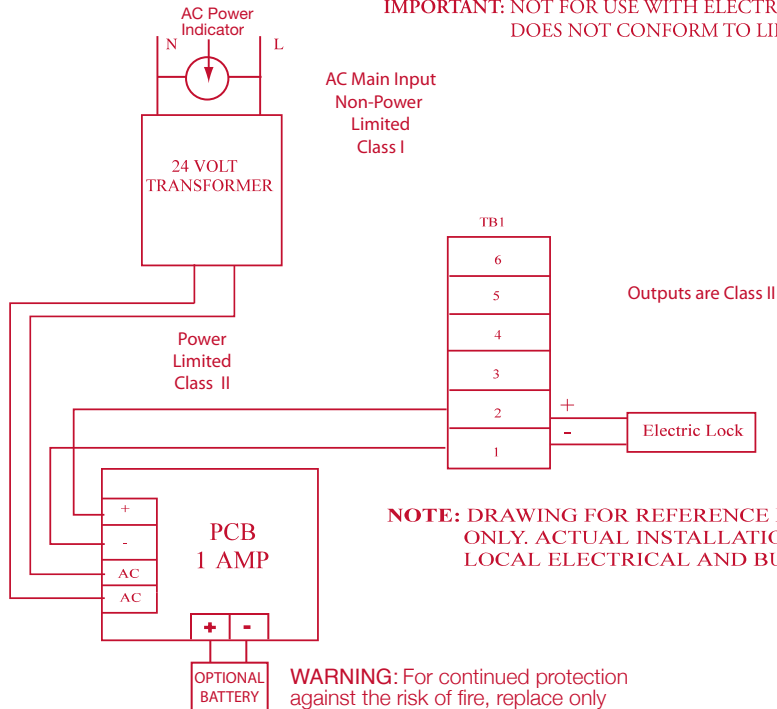 AC Power
Indicator
N
L
IMPORTANT: NOT FOR USE WITH ELECTR
DOES NOT CONFORM TO
AC Main Input
Non-Power
Limited
Class I
24 VOLT
TRANSFORMER
TB1
6
5
4
3
2
1
Outputs are Class II
Power
Limited
Class II
+
-
Electric Lock
+
-
AC
AC
PCB
1 AMP
NOTE: DRAWING FOR REFERENCE
ONLY. ACTUAL INSTALLATIO
LOCAL ELECTRICAL AND BU
+
-
OPTIONAL
BATTERY
WARNING: For continued protection
against the risk of fire, replace only